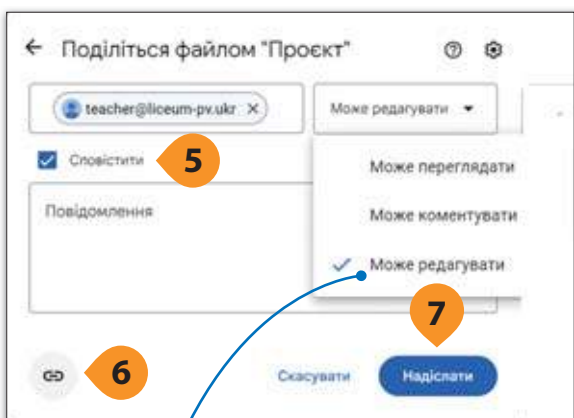 Поділіться файлом "Проєкт"
teacher@liceum-pv.ukr
Може редагувати
Сповістити
5
Може переглядати
Повідомлення
Може коментувати
Може редагувати
7
6
Скасувати
Надіслати